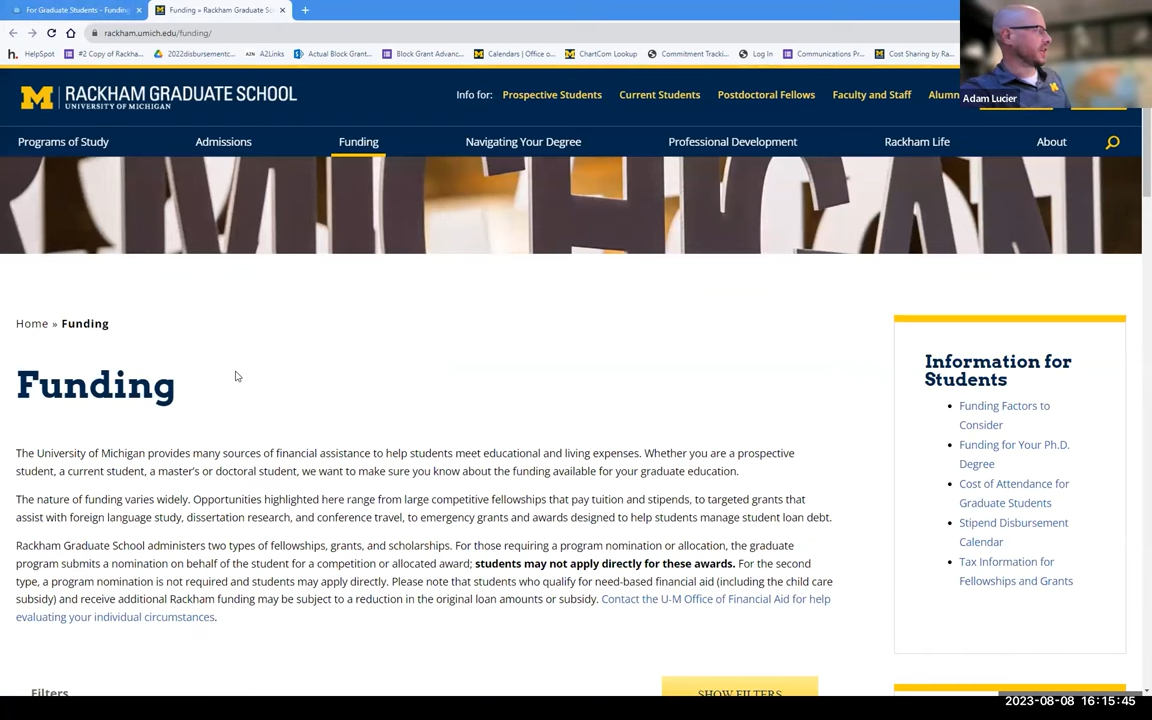 For Graduate Students - Funding
Funding » Rackham Graduate Sc
rackham.umich.edu/funding/
HelpSpot
#2 Copy of Rackha...
2022disbursementc...
A2Links
Actual Block Grant...
Block Grant Advanc...
Calendars | Office o...
ChartCom Lookup
Commitment Tracki...
Log In
Communications Pr...
Cost Sharing by Ra...
Adam Lucier
M RACKHAM GRADUATE SCHOOL
UNIVERSITY OF MICHIGAN
Info for: Prospective Students Current Students Postdoctoral Fellows Faculty and Staff Alumn
Programs of Study Admissions Funding Navigating Your Degree Professional Development Rackham Life About
MICHIGAN
Home » Funding
Funding
The University of Michigan provides many sources of financial assistance to help students meet educational and living expenses. Whether you are a prospective
student, a current student, a master's or doctoral student, we want to make sure you know about the funding available for your graduate education.
The nature of funding varies widely. Opportunities highlighted here range from large competitive fellowships that pay tuition and stipends, to targeted grants that
assist with foreign language study, dissertation research, and conference travel, to emergency grants and awards designed to help students manage student loan debt.
Rackham Graduate School administers two types of fellowships, grants, and scholarships. For those requiring a program nomination or allocation, the graduate
program submits a nomination on behalf of the student for a competition or allocated award; students may not apply directly for these awards. For the second
type, a program nomination is not required and students may apply directly. Please note that students who qualify for need-based financial aid (including the child care
subsidy) and receive additional Rackham funding may be subject to a reduction in the original loan amounts or subsidy. Contact the U-M Office of Financial Aid for help
evaluating your individual circumstances.
Information for
Students
Funding Factors to
Consider
Funding for Your Ph.D.
Degree
Cost of Attendance for
Graduate Students
Stipend Disbursement
Calendar
Tax Information for
Fellowships and Grants
Filters
SHOW FILTERS
2023-08-08 16:15:45